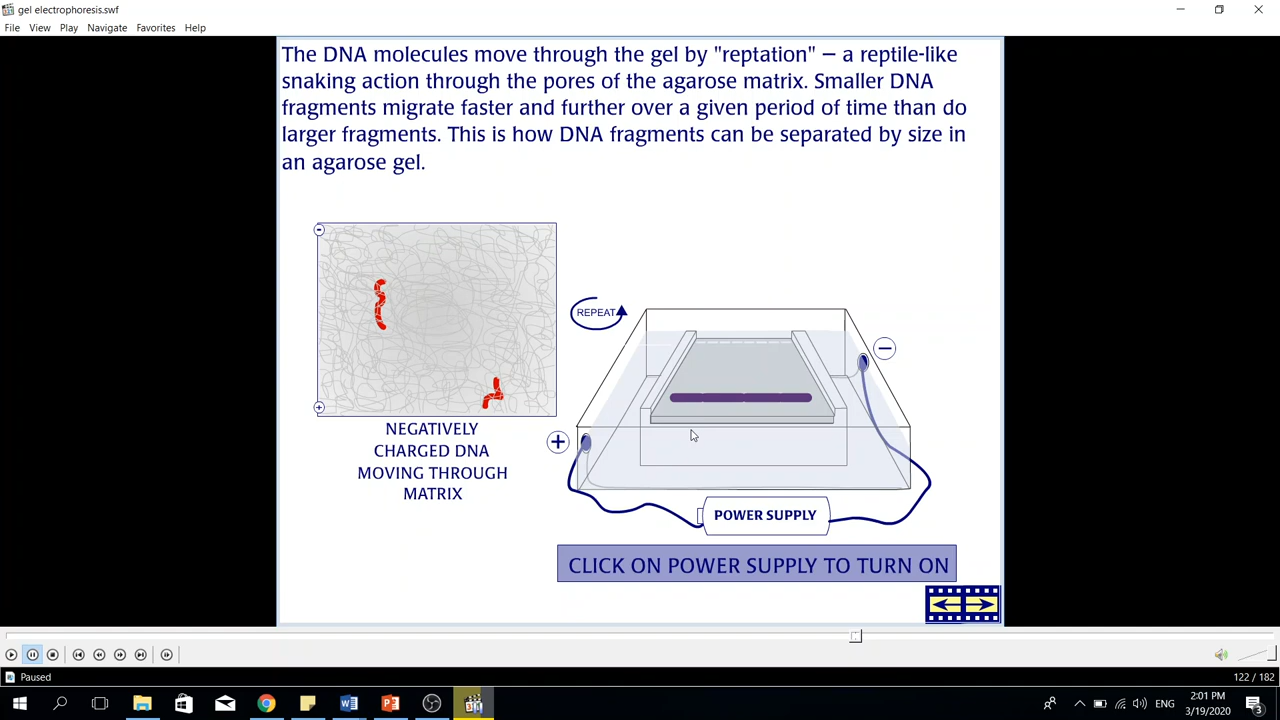 gel electrophoresis.swf
File View Play Navigate Favorites Help
The DNA molecules move through the gel by "reptation" – a reptile-like
snaking action through the pores of the agarose matrix. Smaller DNA
fragments migrate faster and further over a given period of time than do
larger fragments. This is how DNA fragments can be separated by size in
an agarose gel.
-
+
REPEAT
−
+
NEGATIVELY
CHARGED DNA
MOVING THROUGH
MATRIX
POWER SUPPLY
CLICK ON POWER SUPPLY TO TURN ON
Paused
122 / 182
ENG
2:01 PM
3/19/2020
3